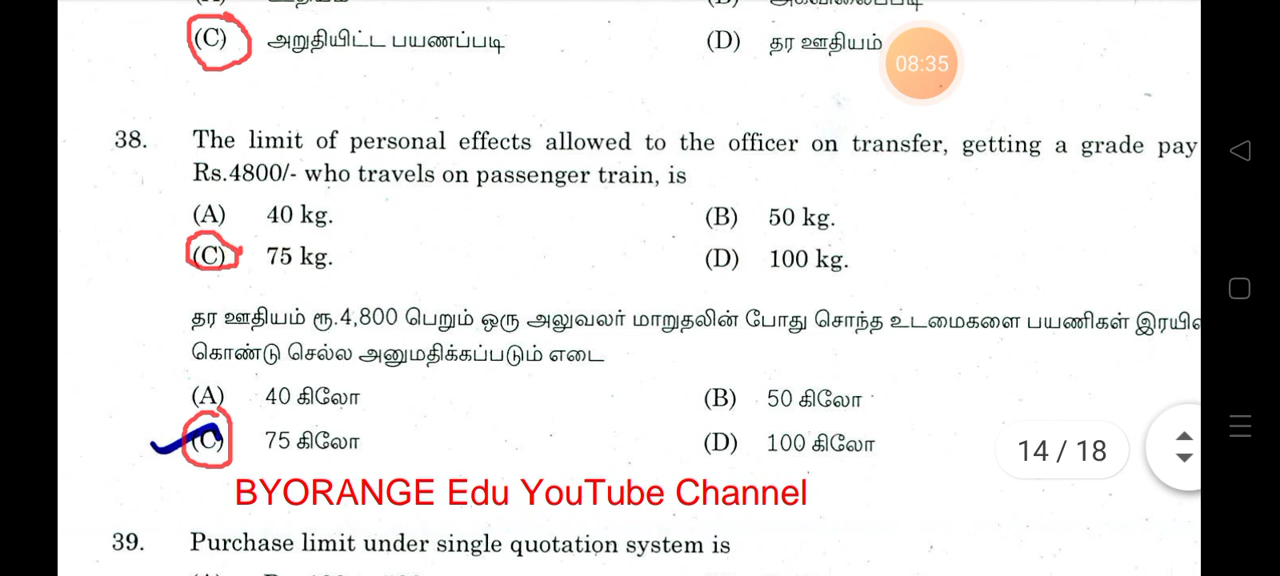 (C) அறுதியிட்ட பயணப்படி (D) தர ஊதியம்
08:35
38. The limit of personal effects allowed to the officer on transfer, getting a grade pay
Rs.4800/- who travels on passenger train, is
(A) 40 kg. (B) 50 kg.
(C) 75 kg. (D) 100 kg.
தர ஊதியம் ரூ.4,800 பெறும் ஒரு அலுவலர் மாறுதலின் போது சொந்த உடமைகளை பயணிகள்
கொண்டு செல்ல அனுமதிக்கப்படும் எடை
(A) 40 கிலோ (B) 50 கிலோ
(C) 75 கிலோ (D) 100 கிலோ
14 / 18
BYORANGE Edu YouTube Channel
39. Purchase limit under single quotation system is